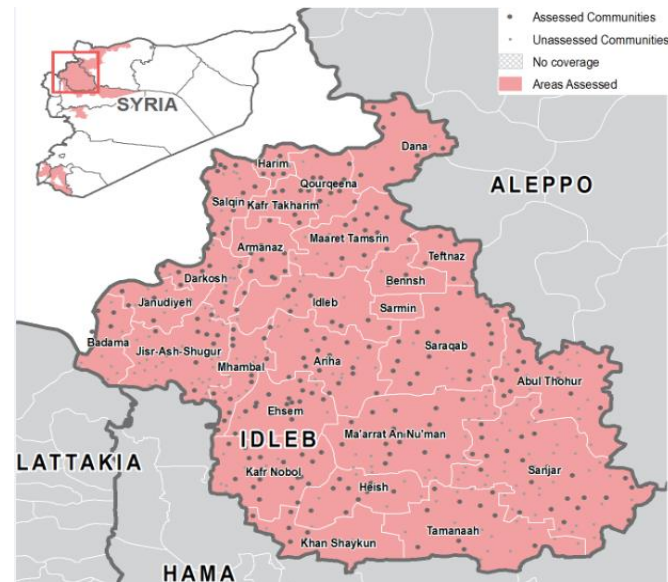 Assessed Communities
Unassessed Communities
No coverage
Areas Assessed
SYRIA
Dana
Harim
ALEPPO
Qourqeena
Salqin
Kafr Takharim
Maaret Tamsrin
Armanaz
Teftnaz
Darkosh
Bennsh
Janudiyeh
Idleb
Sarmin
Badama
Saraqab
Jisr-Ash-Shugur
Mhambal
Ariha
Abul Thohur
Ehsem
IDLEB
Ma'arrat An Nu'man
LATTAKIA
Kafr Nobol
Sanjar
Heish
Tamanaah
Khan Shaykun
HAMA